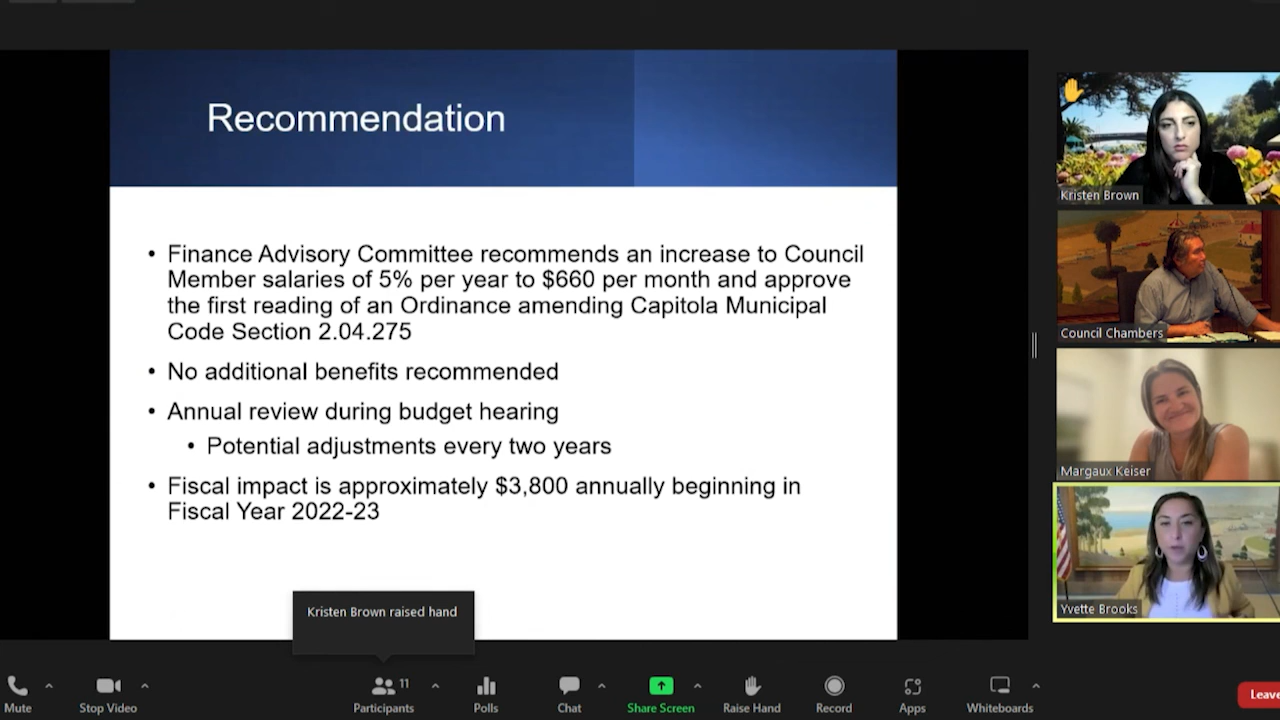 Recommendation
• Finance Advisory Committee recommends an increase to Council
Member salaries of 5% per year to $660 per month and approve
the first reading of an Ordinance amending Capitola Municipal
Code Section 2.04.275
• No additional benefits recommended
• Annual review during budget hearing
• Potential adjustments every two years
• Fiscal impact is approximately $3,800 annually beginning in
Fiscal Year 2022-23
Kristen Brown
Council Chambers
Margaux Keiser
Yvette Brooks
Kristen Brown raised hand
11
Mute
Stop Video
Participants
Polls
Chat
Share Screen
Raise Hand
Record
Apps
Whiteboards
Leave